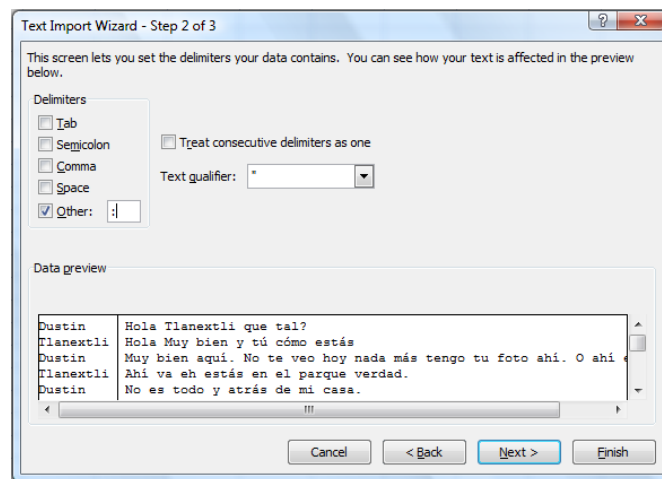 Text Import Wizard - Step 2 of 3
This screen lets you set the delimiters your data contains. You can see how your text is affected in the preview
below.
Delimiters
Tab
Semicolon
Comma
Space
Other: :
Treat consecutive delimiters as one
Text qualifier: "
Data preview
Dustin Hola Tlanextli que tal?
Tlanextli Hola Muy bien y tú cómo estás
Dustin Muy bien aquí. No te veo hoy nada más tengo tu foto ahí. O ahí
Tlanextli Ahí va eh estás en el parque verdad.
Dustin No es todo y atrás de mi casa.
Cancel
< Back
Next >
Finish